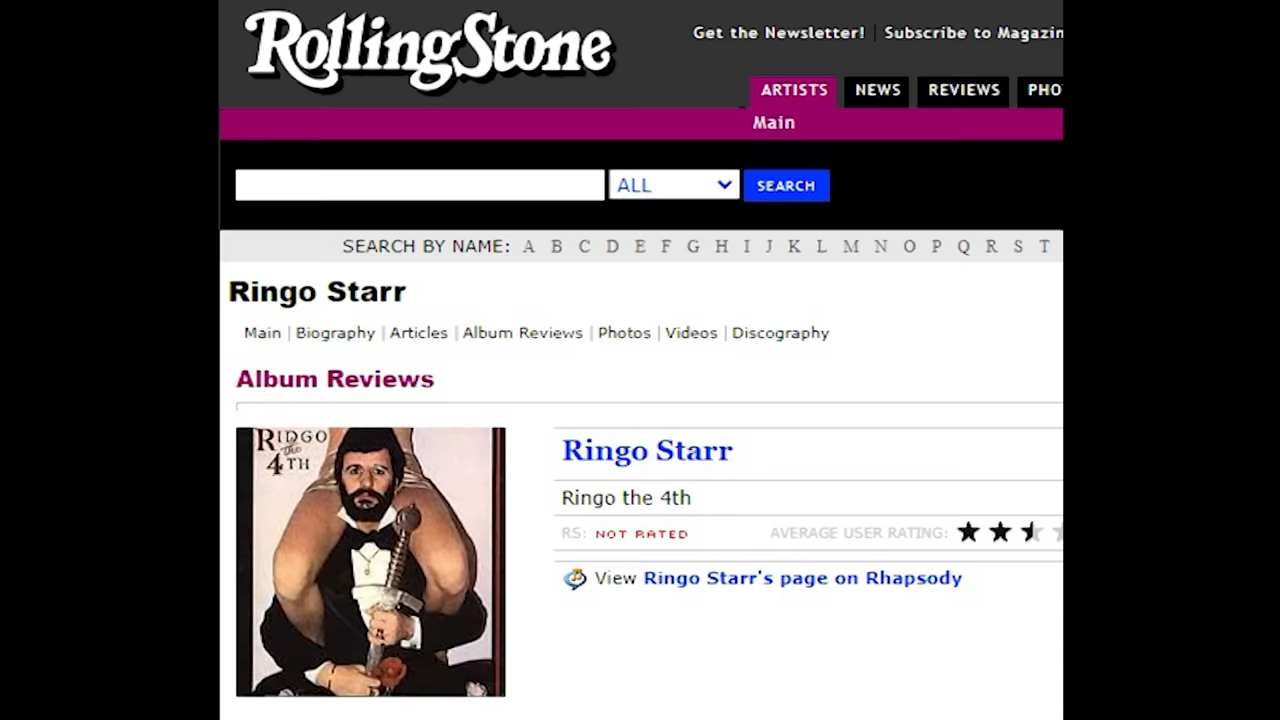 RollingStone
Get the Newsletter! Subscribe to Magazin
ARTISTS NEWS REVIEWS PHO
Main
ALL SEARCH
SEARCH BY NAME: A B C D E F G H I J K L M N O P Q R S T
Ringo Starr
Main | Biography | Articles | Album Reviews | Photos | Videos | Discography
Album Reviews
RINGO
the
4TH
Ringo Starr
Ringo the 4th
RS: NOT RATED AVERAGE USER RATING:
View Ringo Starr's page on Rhapsody